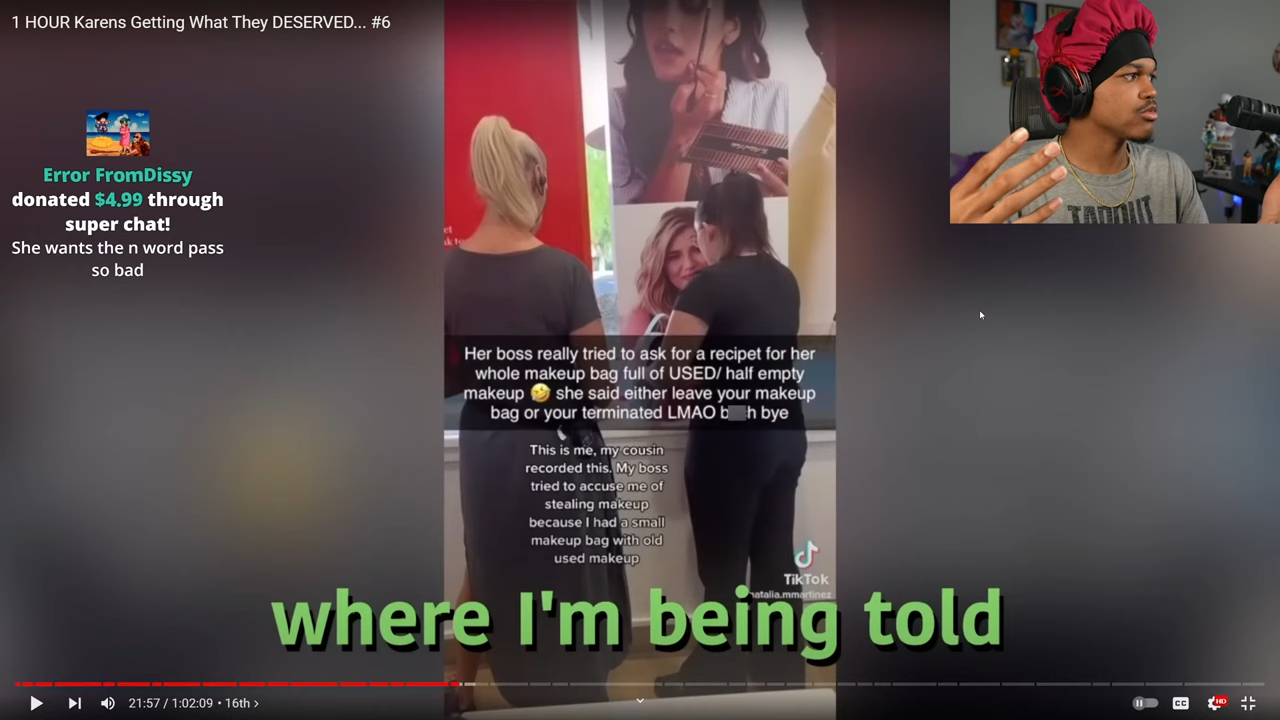 1 HOUR Karens Getting What They DESERVED... #6
Error FromDissy
donated $4.99 through
super chat!
She wants the n word pass
so bad
Her boss really tried to ask for a recipet for her
whole makeup bag full of USED/ half empty
makeup 🤣 she said either leave your makeup
bag or your terminated LMAO b h bye
This is me, my cousin
recorded this. My boss
tried to accuse me of
stealing makeup
because I had a small
makeup bag with old
used makeup
TikTok
natalia.mmartinez
where I'm being told
21:57 / 1:02:09 • 16th >
CC
HD